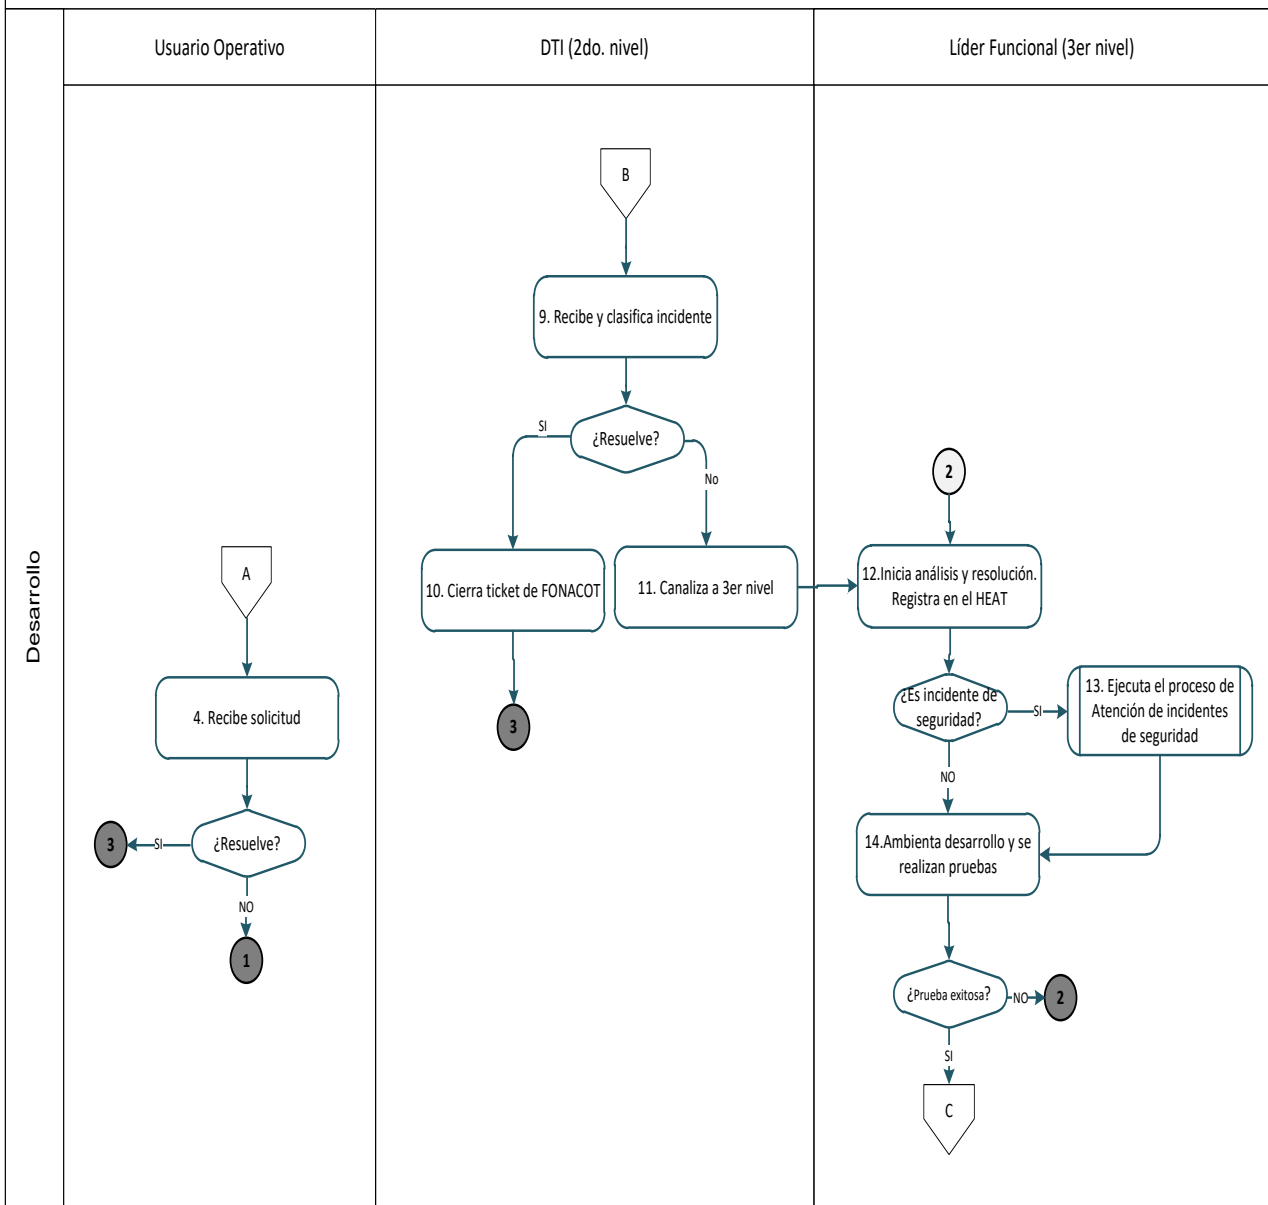 Usuario Operativo
DTI (2do. nivel)
Líder Funcional (3er nivel)
Desarrollo
A
4. Recibe solicitud
¿Resuelve?
SI
3
NO
1
B
9. Recibe y clasifica incidente
¿Resuelve?
SI
No
10. Cierra ticket de FONACOT
11. Canaliza a 3er nivel
3
2
12.Inicia análisis y resolución.
Registra en el HEAT
¿Es incidente de
seguridad?
SI
13. Ejecuta el proceso de
Atención de incidentes
de seguridad
NO
14.Ambienta desarrollo y se
realizan pruebas
¿Prueba exitosa?
NO
2
SI
C